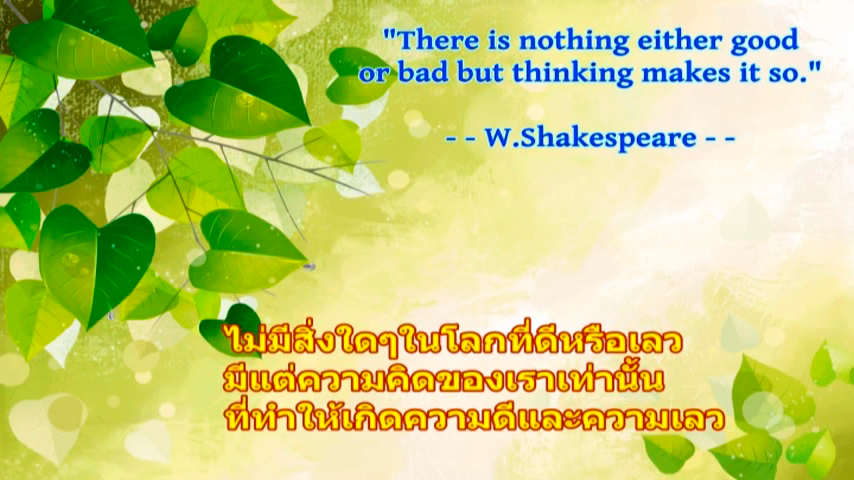 "There is nothing either good
or bad but thinking makes it so."
- - W.Shakespeare - -
ไม่มีสิ่งใดๆในโลกที่ดีหรือเลว
มีแต่ความคิดของเราเท่านั้น
ที่ทำให้เกิดความดีและความเลว